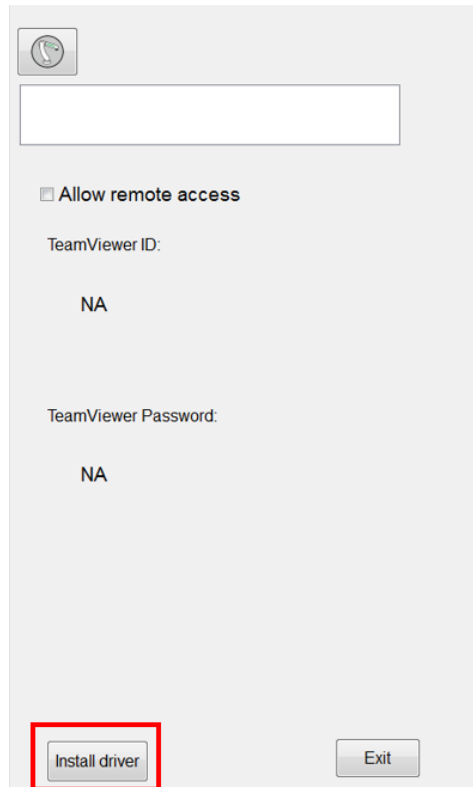 Allow remote access
TeamViewer ID:
NA
TeamViewer Password:
NA
Install driver
Exit